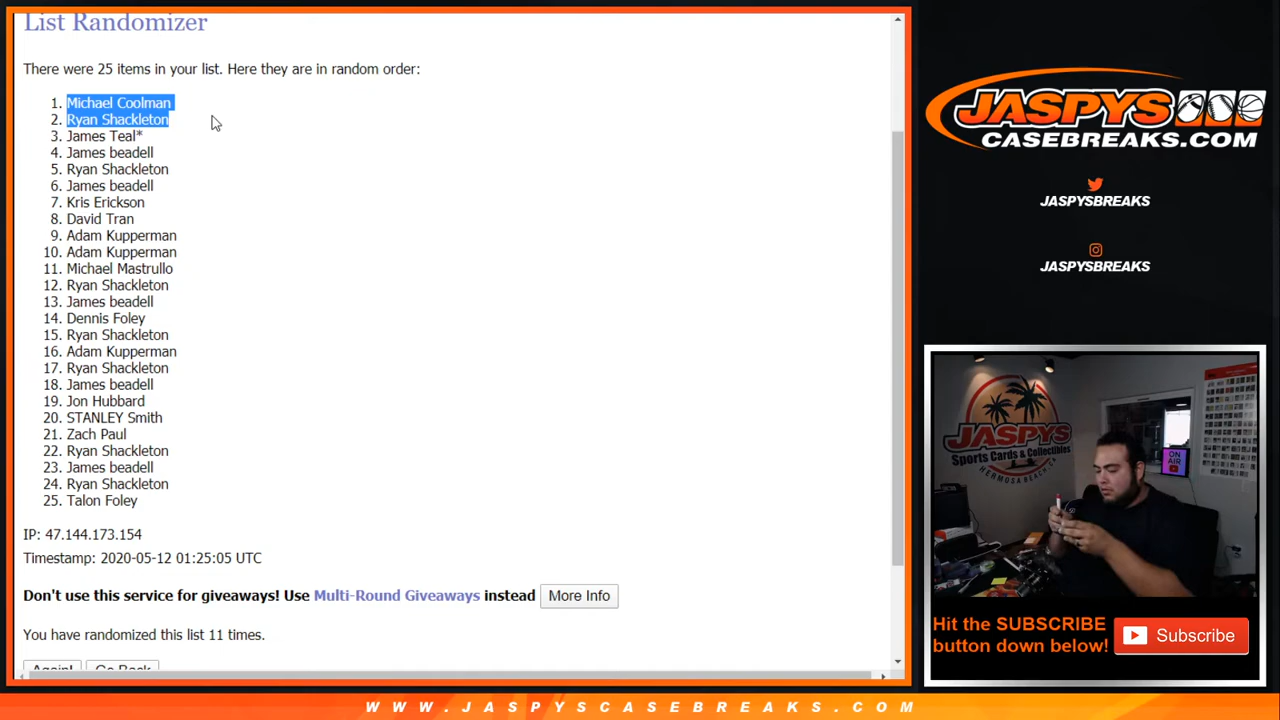 List Randomizer
There were 25 items in your list. Here they are in random order:
1. Michael Coolman
2. Ryan Shackleton
3. James Teal*
4. James beadell
5. Ryan Shackleton
6. James beadell
7. Kris Erickson
8. David Tran
9. Adam Kupperman
10. Adam Kupperman
11. Michael Mastrullo
12. Ryan Shackleton
13. James beadell
14. Dennis Foley
15. Ryan Shackleton
16. Adam Kupperman
17. Ryan Shackleton
18. James beadell
19. Jon Hubbard
20. STANLEY Smith
21. Zach Paul
22. Ryan Shackleton
23. James beadell
24. Ryan Shackleton
25. Talon Foley
IP: 47.144.173.154
Timestamp: 2020-05-12 01:25:05 UTC
Don't use this service for giveaways! Use Multi-Round Giveaways instead More Info
You have randomized this list 11 times.
Again! Go Back
JASPYS
CASEBREAKS.COM
JASPYSBREAKS
JASPYSBREAKS
JASPYS
Sports Cards & Collectibles
HERMOSA BEACH, CA
ON
AIR
Hit the SUBSCRIBE
button down below!
Subscribe
WWW.JASPYSCASEBREAKS.COM